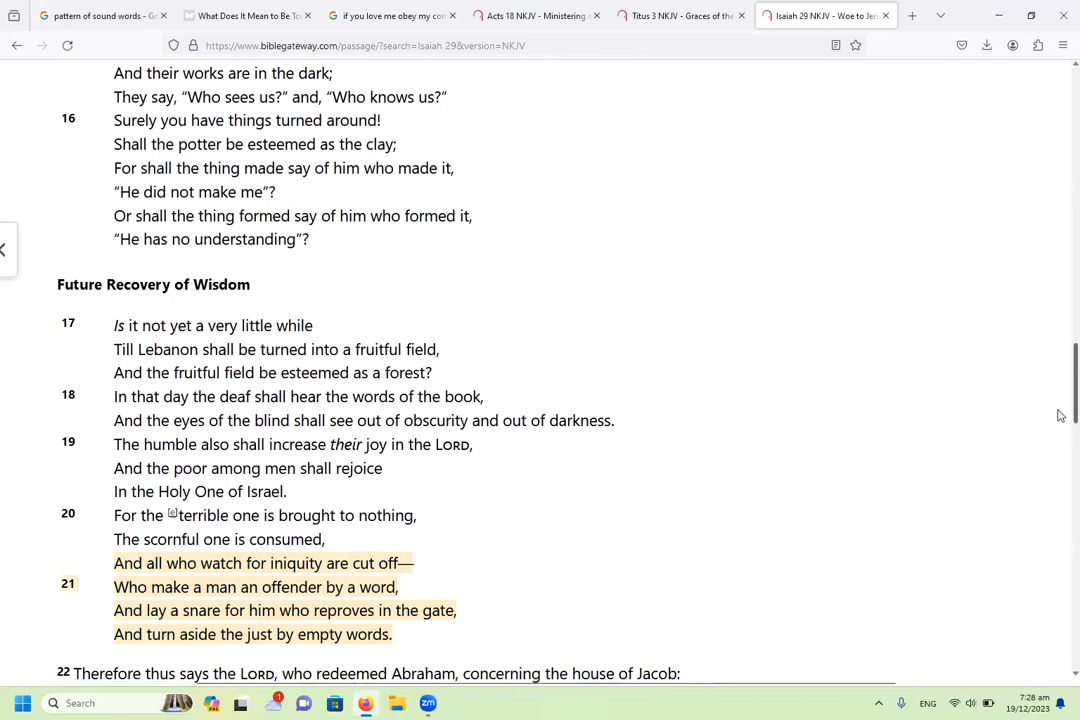 pattern of sound words - Go
What Does It Mean to Be To
if you love me obey my con
Acts 18 NKJV - Ministering i
Titus 3 NKJV - Graces of the
Isaiah 29 NKJV - Woe to Jeru
https://www.biblegateway.com/passage/?search=Isaiah 29&version=NKJV
And their works are in the dark;
They say, “Who sees us?” and, “Who knows us?”
16 Surely you have things turned around!
Shall the potter be esteemed as the clay;
For shall the thing made say of him who made it,
“He did not make me”?
Or shall the thing formed say of him who formed it,
“He has no understanding”?
Future Recovery of Wisdom
17 Is it not yet a very little while
Till Lebanon shall be turned into a fruitful field,
And the fruitful field be esteemed as a forest?
18 In that day the deaf shall hear the words of the book,
And the eyes of the blind shall see out of obscurity and out of darkness.
19 The humble also shall increase their joy in the LORD,
And the poor among men shall rejoice
In the Holy One of Israel.
20 For the [e]terrible one is brought to nothing,
The scornful one is consumed,
And all who watch for iniquity are cut off—
21 Who make a man an offender by a word,
And lay a snare for him who reproves in the gate,
And turn aside the just by empty words.
22 Therefore thus says the LORD, who redeemed Abraham, concerning the house of Jacob:
Search
1
ENG
7:28 am
19/12/2023